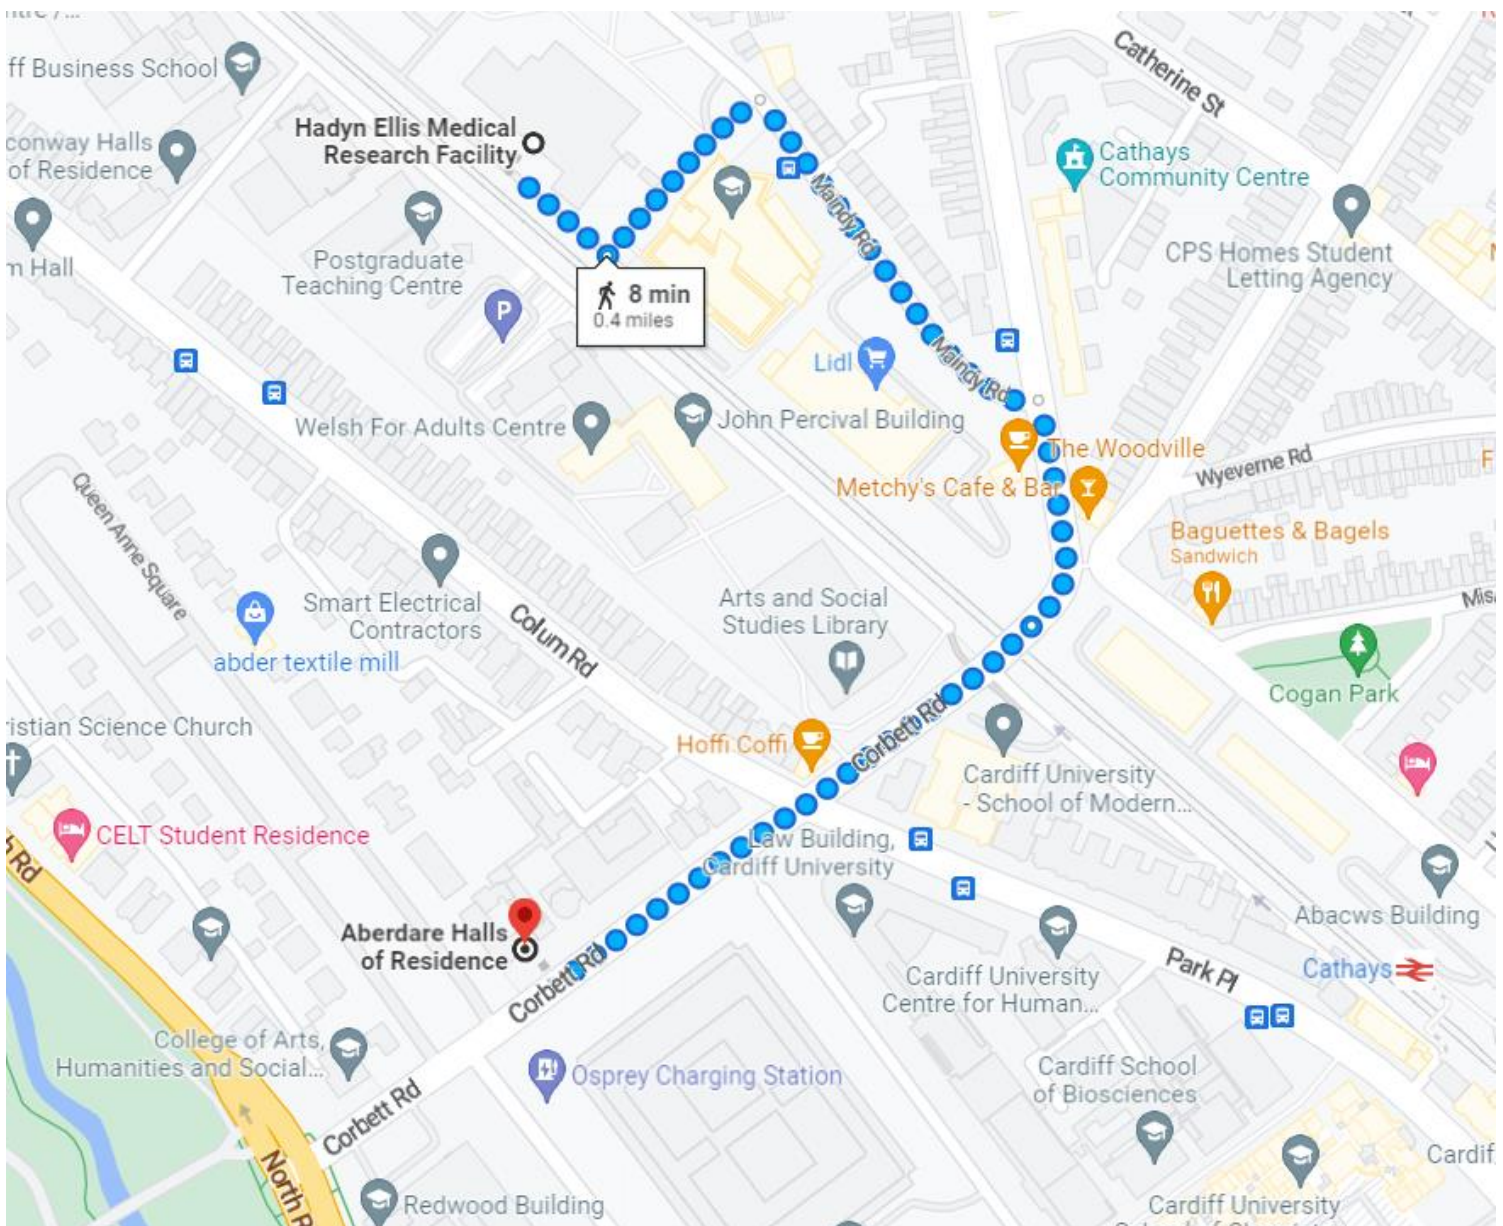 ff Business School
Catherine St
Hadyn Ellis Medical
Research Facility
conway Halls
of Residence
Cathays
Community Centre
Maindy Rd
m Hall
Postgraduate
Teaching Centre
CPS Homes Student
Letting Agency
P
8 min
0.4 miles
Lidl
Maindy Rd
Welsh For Adults Centre
John Percival Building
The Woodville
Wyeverne Rd
F
Metchy's Cafe & Bar
Queen Anne Square
Baguettes & Bagels
Sandwich
Smart Electrical
Contractors
Arts and Social
Studies Library
Mis
Colum Rd
abder textile mill
Cogan Park
ristian Science Church
Corbett Rd
Hoffi Coffi
Cardiff University
- School of Modern...
CELT Student Residence
Law Building,
Cardiff University
h Rd
Abacws Building
Aberdare Halls
of Residence
Corbett Rd
Cathays
Park Pl
Cardiff University
Centre for Human...
College of Arts,
Humanities and Social...
Osprey Charging Station
Cardiff School
of Biosciences
Corbett Rd
North R
Cardif
Redwood Building
Cardiff University